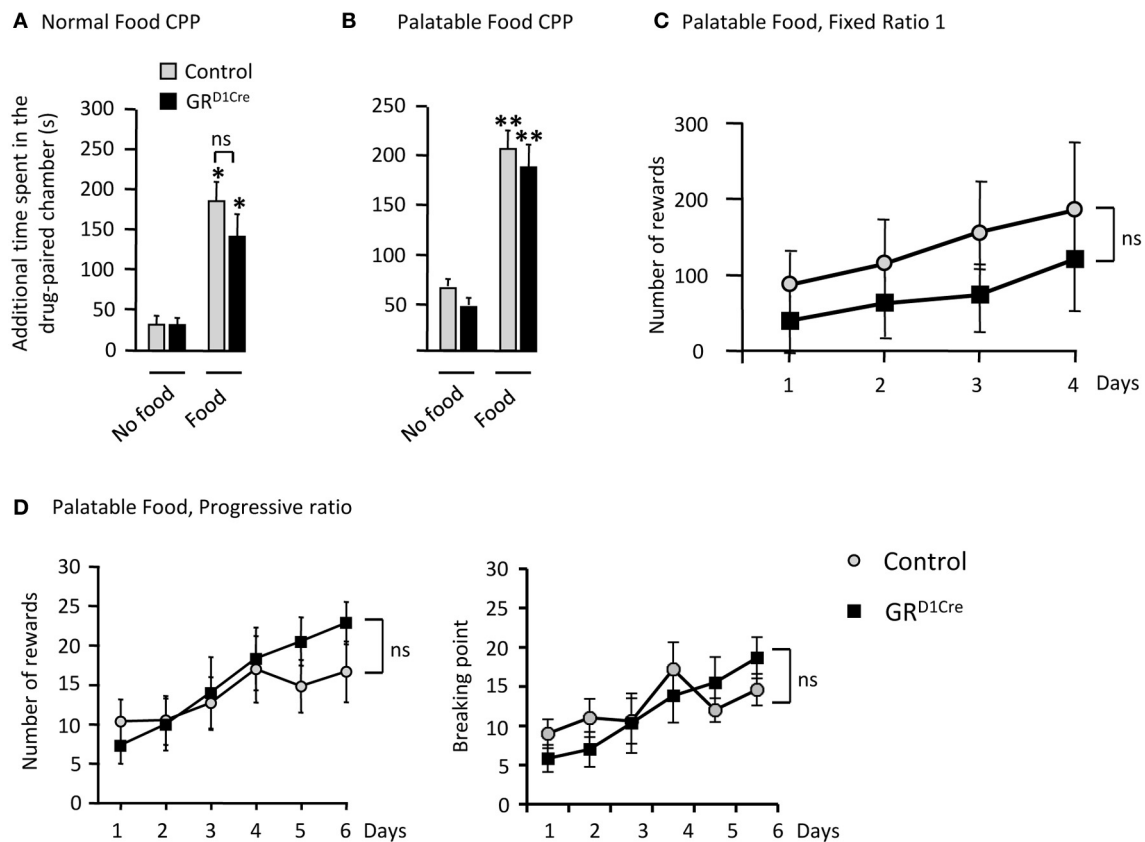 A Normal Food CPP
B Palatable Food CPP
C Palatable Food, Fixed Ratio 1
Control
GR^D1Cre
Additional time spent in the
drug-paired chamber (s)
300
250
200
150
100
50
0
ns
*
*
No food
Food
250
200
150
100
50
**
**
No food
Food
Number of rewards
300
200
100
0
ns
1 2 3 4 Days
D Palatable Food, Progressive ratio
Number of rewards
30
25
20
15
10
5
0
ns
1 2 3 4 5 6 Days
Breaking point
30
25
20
15
10
5
0
ns
1 2 3 4 5 6 Days
Control
GR^D1Cre